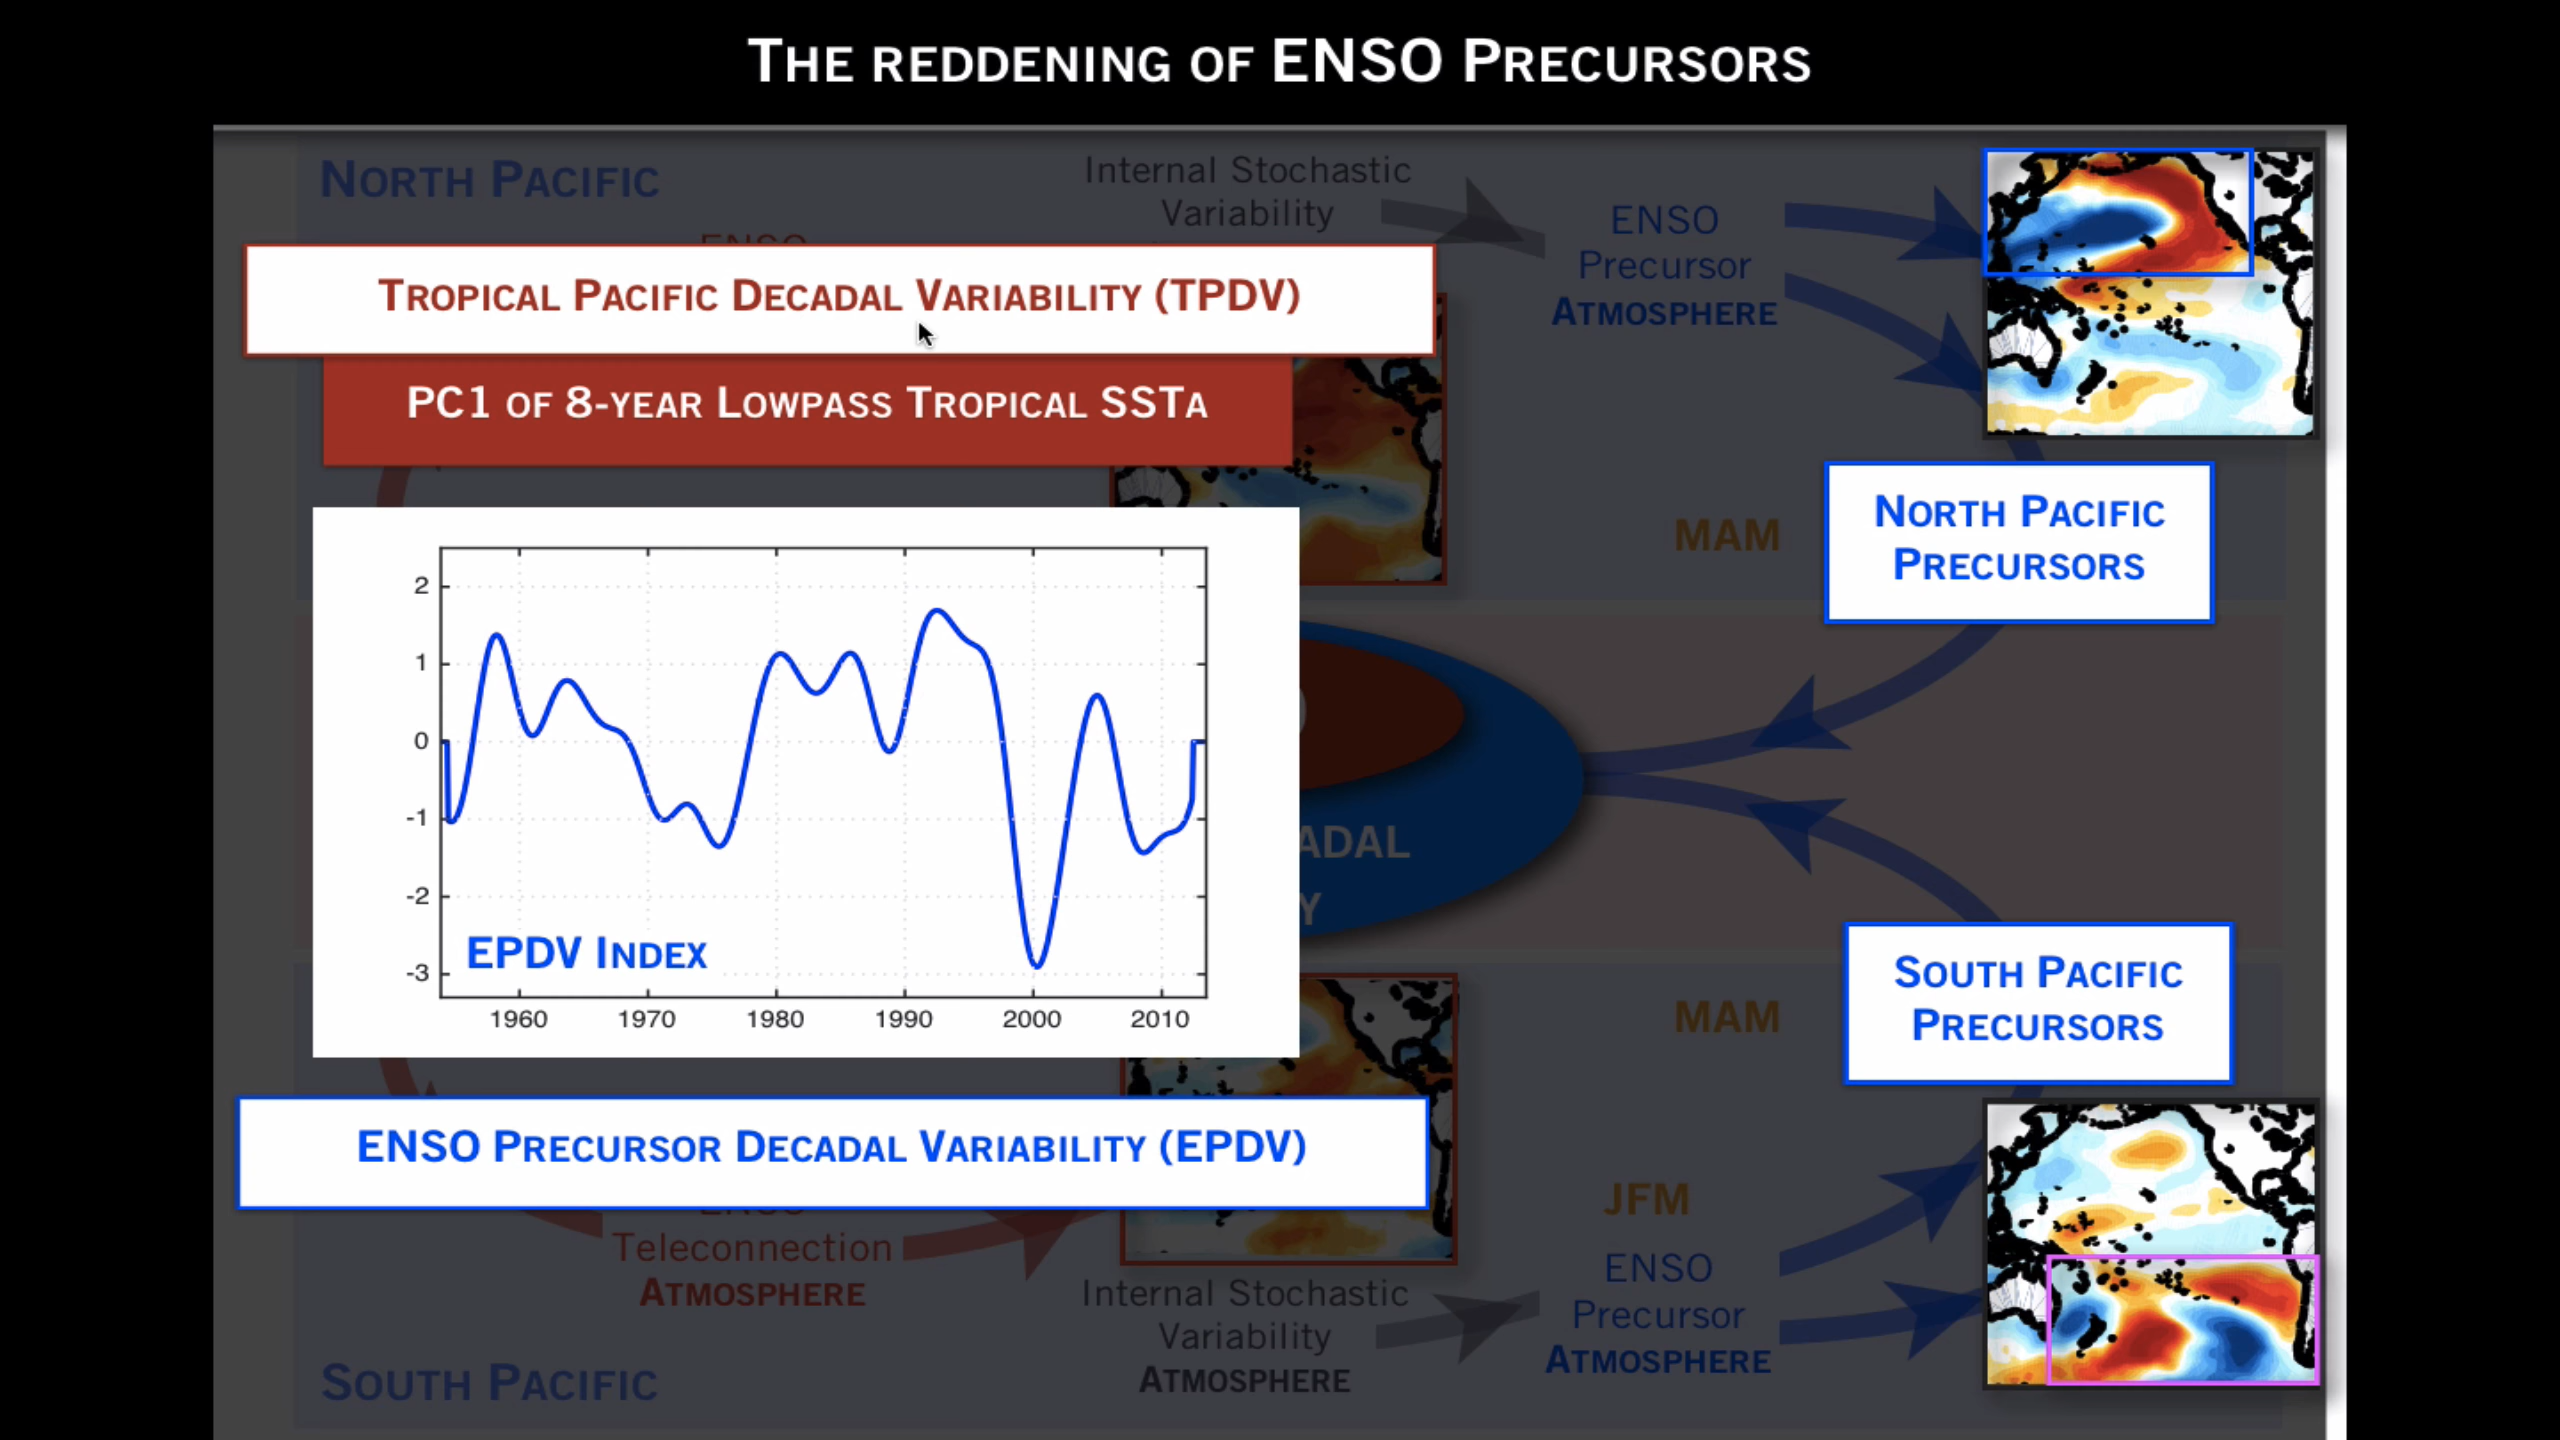 THE REDDENING OF ENSO PRECURSORS
NORTH PACIFIC
Internal Stochastic
Variability
ENSO
Precursor
ATMOSPHERE
ENSO
TROPICAL PACIFIC DECADAL VARIABILITY (TPDV)
PC1 OF 8-YEAR LOWPASS TROPICAL SSTA
MAM
NORTH PACIFIC
PRECURSORS
2
1
0
-1
-2
-3
EPDV INDEX
1960 1970 1980 1990 2000 2010
MAM
SOUTH PACIFIC
PRECURSORS
ENSO PRECURSOR DECADAL VARIABILITY (EPDV)
JFM
ENSO
Teleconnection
ATMOSPHERE
Internal Stochastic
Variability
ATMOSPHERE
ENSO
Precursor
ATMOSPHERE
SOUTH PACIFIC